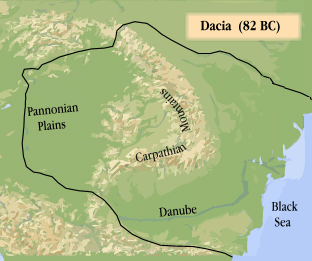 Dacia (82 BC)
Pannonian
Plains
Mountains
Carpathian
Danube
Black
Sea